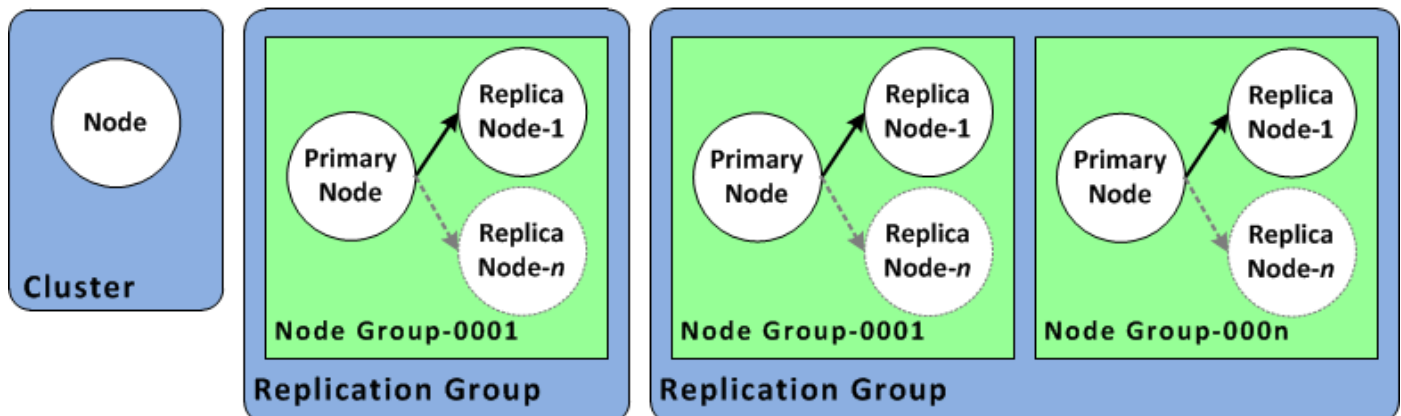 Node
Cluster
Primary
Node
Replica
Node-1
Replica
Node-n
Node Group-0001
Replication Group
Primary
Node
Replica
Node-1
Replica
Node-n
Node Group-0001
Primary
Node
Replica
Node-1
Replica
Node-n
Node Group-000n
Replication Group